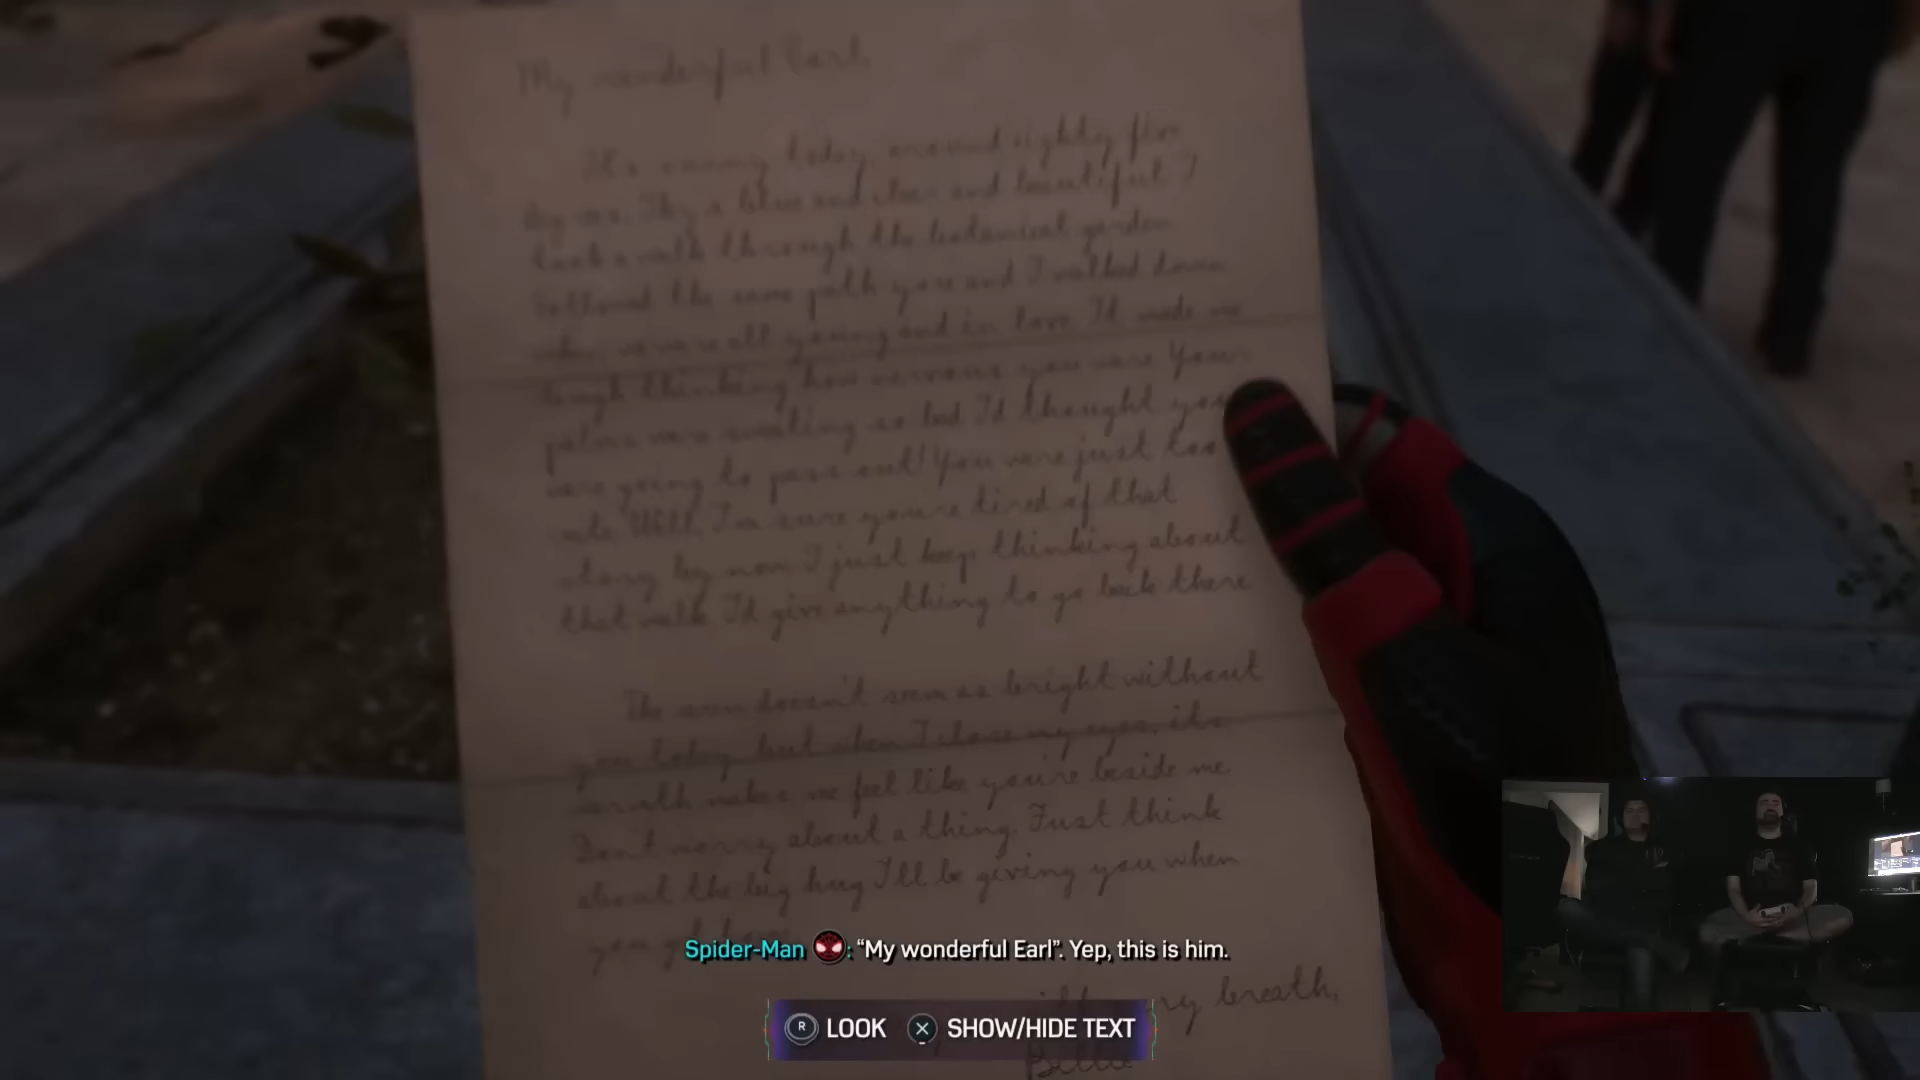 My wonderful Earl,
It's sunny today, around eighty five
degrees. Sky's blue and clear and beautiful. I
took a walk through the botanical garden
Followed the same path you and I walked down
when we were all young and in love. It made me
laugh thinking how nervous you were. Your
palms were sweating so bad I'd thought you
were going to pass out! You were just too
cute. Well, I'm sure you're tired of that
story by now. I just keep thinking about
that walk. I'd give anything to go back there
The sun doesn't seem as bright without
you today, but when I close my eyes, its
warmth makes me feel like you're beside me.
Don't worry about a thing. Just think
about the big hug I'll be giving you when
you get
Spider-Man : “My wonderful Earl”. Yep, this is him.
my breath,
R LOOK SHOW/HIDE TEXT